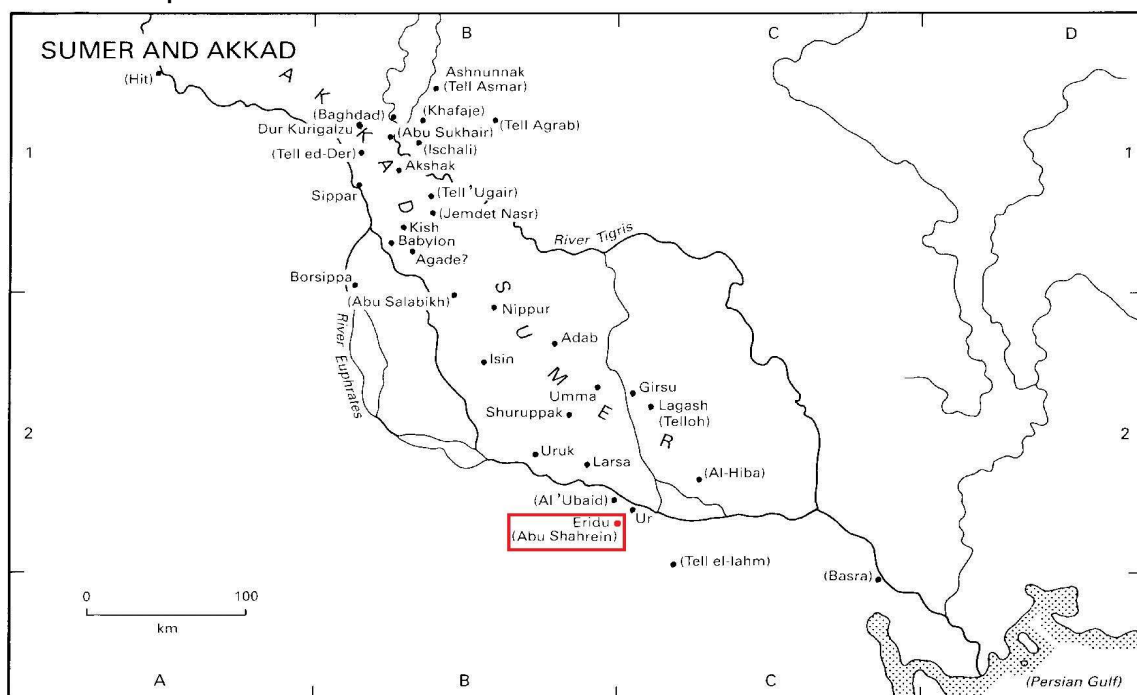 B
C
D
SUMER AND AKKAD
(Hit)
AKKAD
Ashnunnak
(Tell Asmar)
(Baghdad)
(Khafaje)
Dur Kurigalzu
(Abu Sukhair)
(Tell Agrab)
(Tell ed-Der)
(Ischali)
1
1
Akshak
Sippar
(Tell 'Ugair)
(Jemdet Nasr)
Kish
Babylon
River Tigris
Agade?
Borsippa
(Abu Salabikh)
SUMER
Nippur
River Euphrates
Adab
Isin
Umma
Girsu
Shuruppak
Lagash
(Telloh)
2
2
Uruk
Larsa
(Al-Hiba)
(Al 'Ubaid)
Ur
Eridu
(Abu Shahrein)
(Tell el-lahm)
(Basra)
0 100
km
A
B
C
(Persian Gulf)